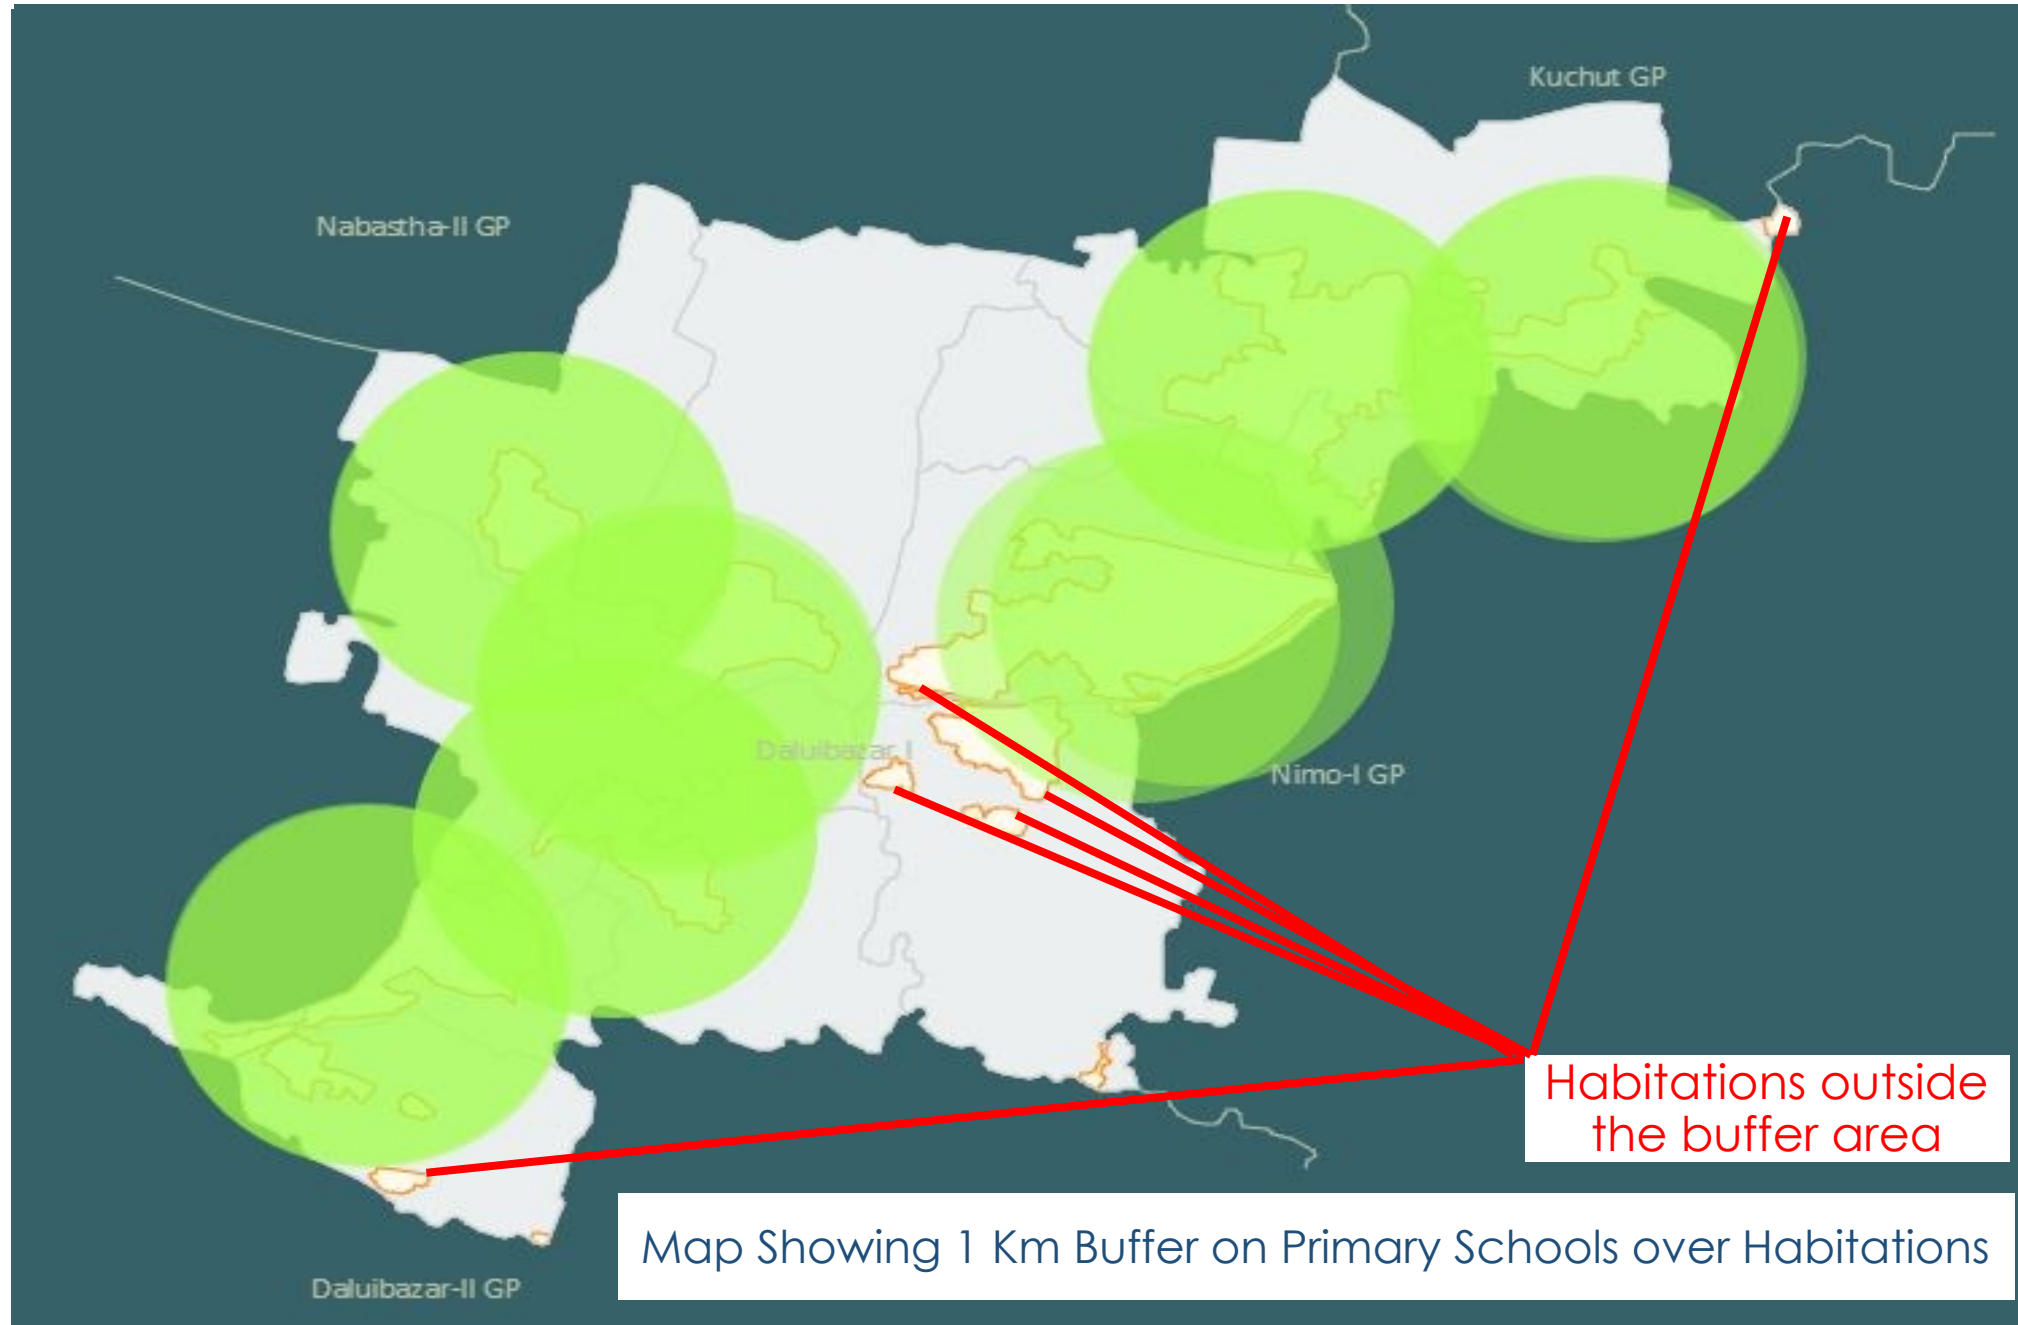 Kuchut GP
Nabastha-II GP
Daluibazar I
Nimo-I GP
Habitations outside
the buffer area
Map Showing 1 Km Buffer on Primary Schools over Habitations
Daluibazar-II GP